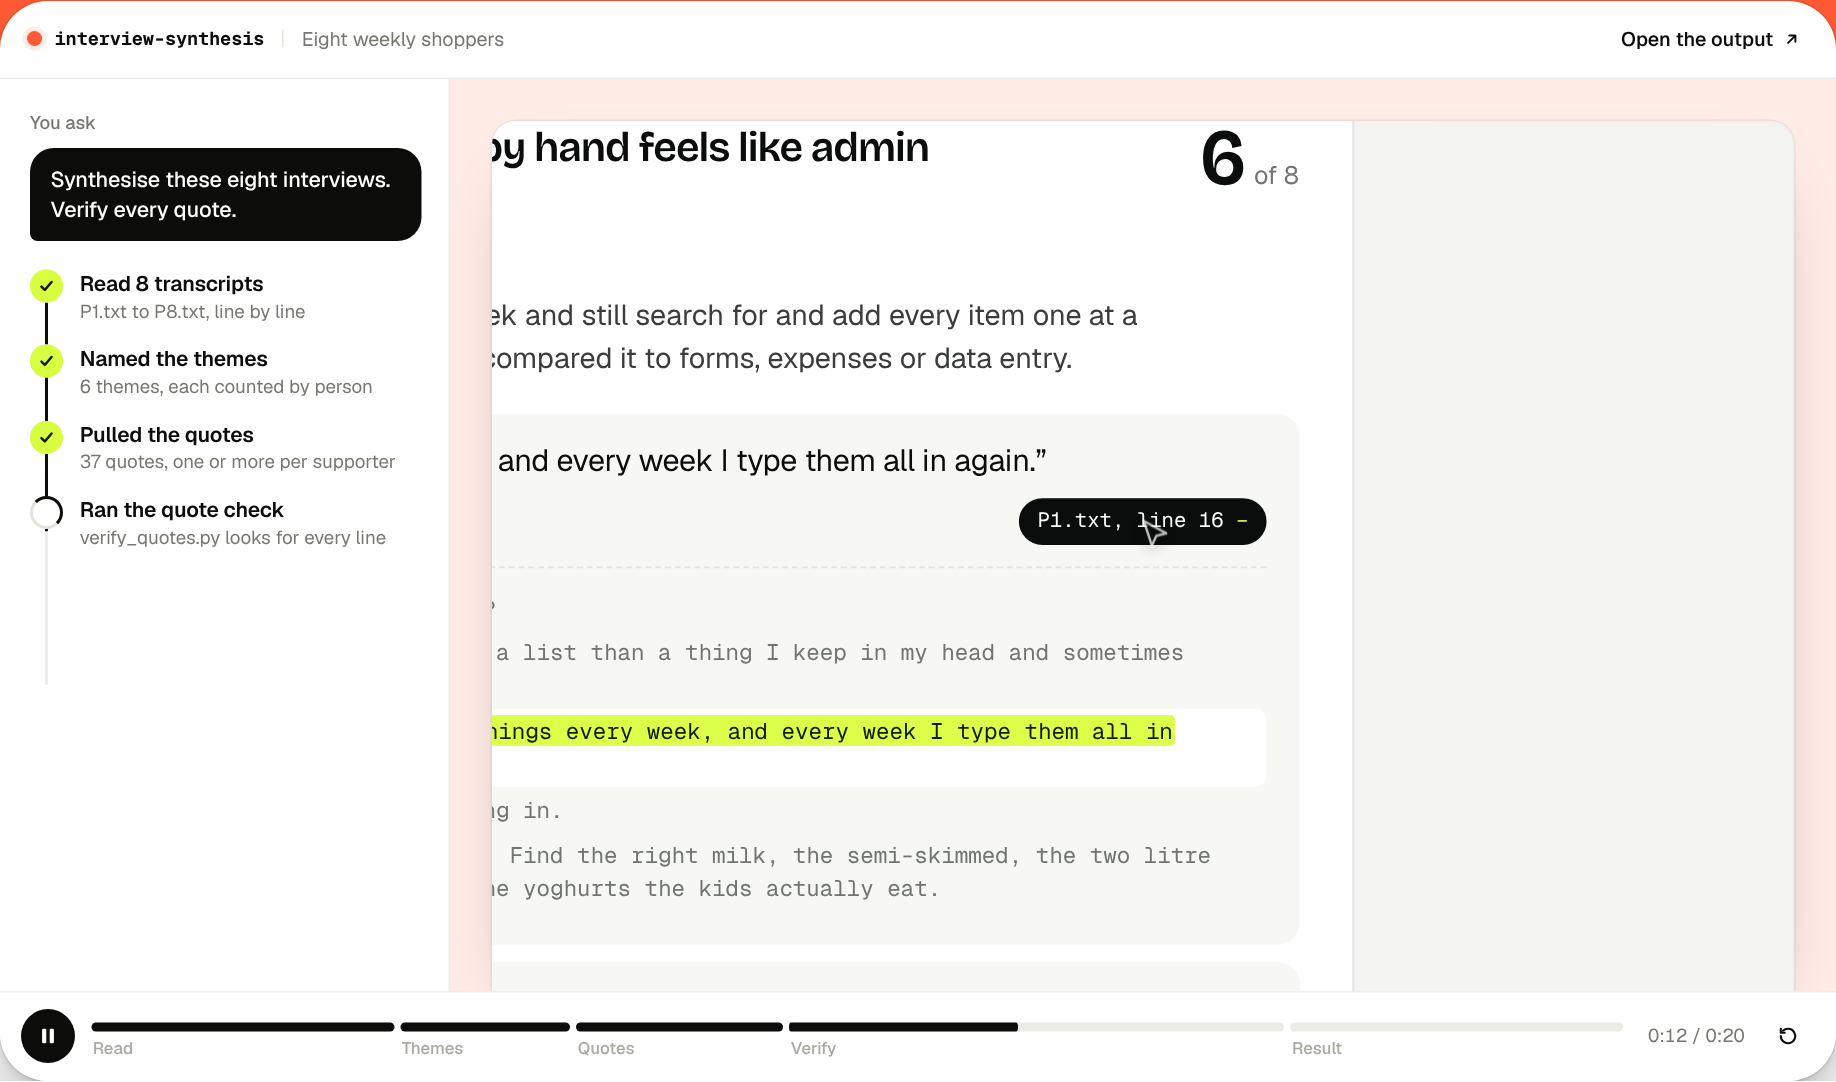 interview-synthesis
Eight weekly shoppers
Open the output
You ask
Synthesise these eight interviews.
Verify every quote.
Read 8 transcripts
P1.txt to P8.txt, line by line
Named the themes
6 themes, each counted by person
Pulled the quotes
37 quotes, one or more per supporter
Ran the quote check
verify_quotes.py looks for every line
by hand feels like admin
6 of 8
ek and still search for and add every item one at a
compared it to forms, expenses or data entry.
and every week I type them all in again.”
P1.txt, line 16 –
a list than a thing I keep in my head and sometimes
hings every week, and every week I type them all in
ng in.
Find the right milk, the semi-skimmed, the two litre
he yoghurts the kids actually eat.
Read
Themes
Quotes
Verify
Result
0:12 / 0:20